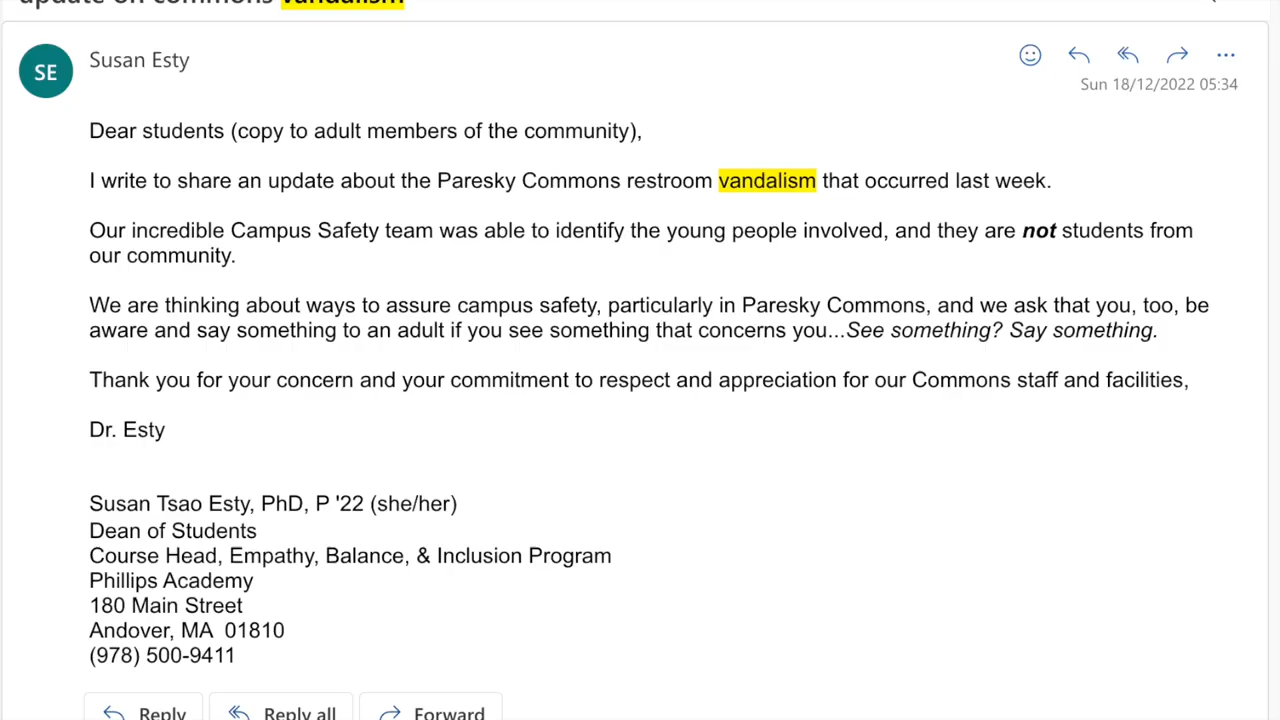 update on commons vandalism
SE
Susan Esty
Sun 18/12/2022 05:34
Dear students (copy to adult members of the community),
I write to share an update about the Paresky Commons restroom vandalism that occurred last week.
Our incredible Campus Safety team was able to identify the young people involved, and they are not students from
our community.
We are thinking about ways to assure campus safety, particularly in Paresky Commons, and we ask that you, too, be
aware and say something to an adult if you see something that concerns you...See something? Say something.
Thank you for your concern and your commitment to respect and appreciation for our Commons staff and facilities,
Dr. Esty
Susan Tsao Esty, PhD, P '22 (she/her)
Dean of Students
Course Head, Empathy, Balance, & Inclusion Program
Phillips Academy
180 Main Street
Andover, MA  01810
(978) 500-9411
Reply
Reply all
Forward